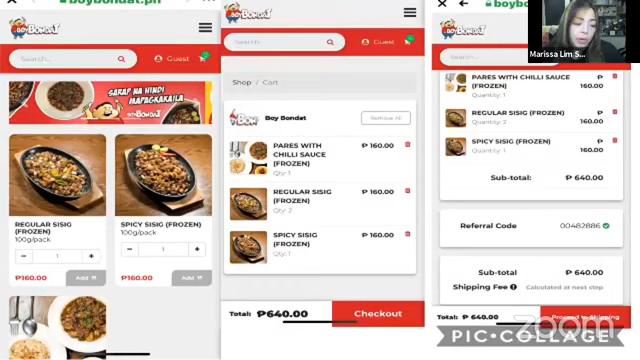 boybondat.ph
BOY BONDAT
Search...
Guest
SARAP NA HINDI
MAPAGKAKAILA
BOY BONDAT
REGULAR SISIG
(FROZEN)
100g/pack
- 1 +
₱160.00 Add
SPICY SISIG (FROZEN)
100g/pack
- 1 +
₱160.00 Add
BOY BONDAT
Search...
Guest
Shop / Cart
Boy Bondat
Remove All
PARES WITH
CHILLI SAUCE
(FROZEN)
Qty: 1
₱ 160.00
REGULAR SISIG
(FROZEN)
Qty: 2
₱ 160.00
SPICY SISIG
(FROZEN)
Qty: 1
₱ 160.00
Total: ₱640.00
Checkout
boybo
Search...
Marissa Lim S...
PARES WITH CHILLI SAUCE
(FROZEN)
Quantity: 1
₱
160.00
REGULAR SISIG (FROZEN)
Quantity: 2
₱
160.00
SPICY SISIG (FROZEN)
Quantity: 1
₱
160.00
Sub-total: ₱ 640.00
Referral Code 00482886
Sub-total ₱ 640.00
Shipping Fee Calculated at next step
Total: ₱640.00
Proceed to Shipping
zoom
PIC•COLLAGE